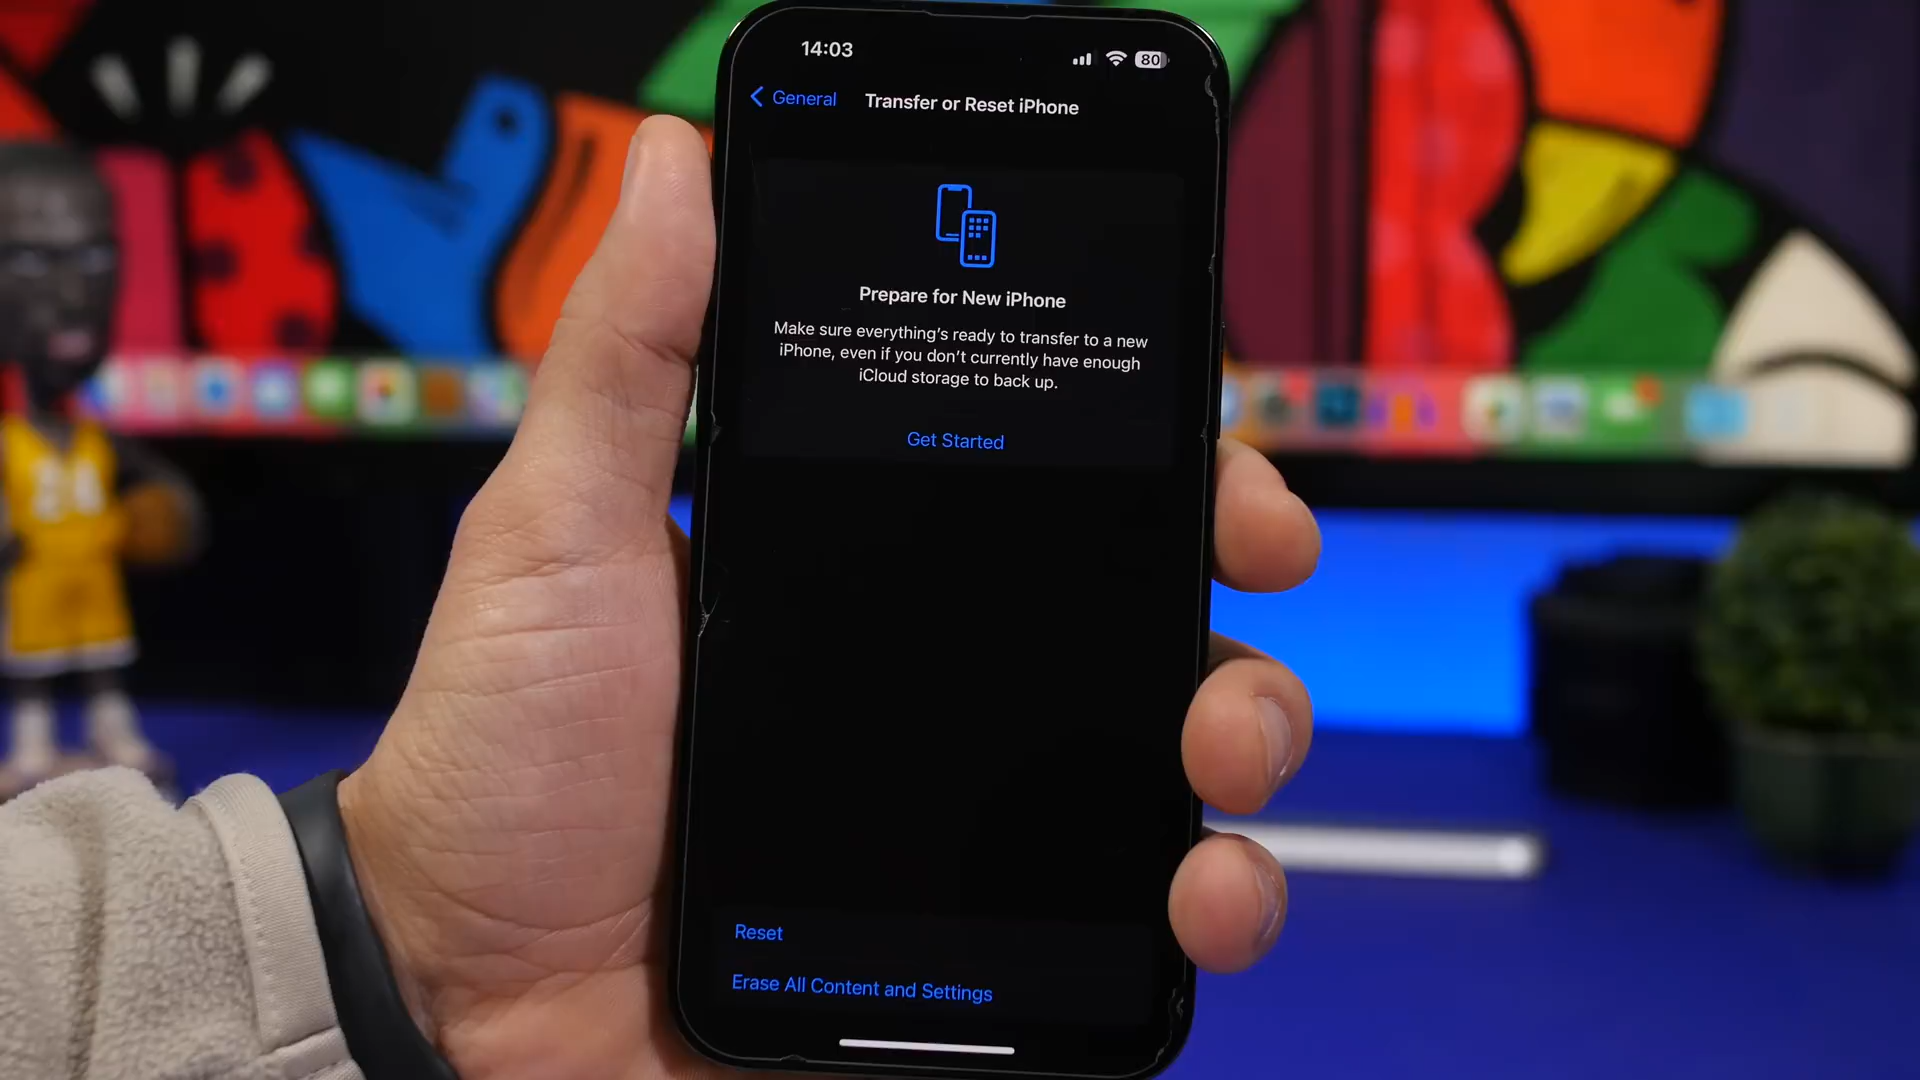 14:03
80
General
Transfer or Reset iPhone
Prepare for New iPhone
Make sure everything's ready to transfer to a new
iPhone, even if you don't currently have enough
iCloud storage to back up.
Get Started
Reset
Erase All Content and Settings
24